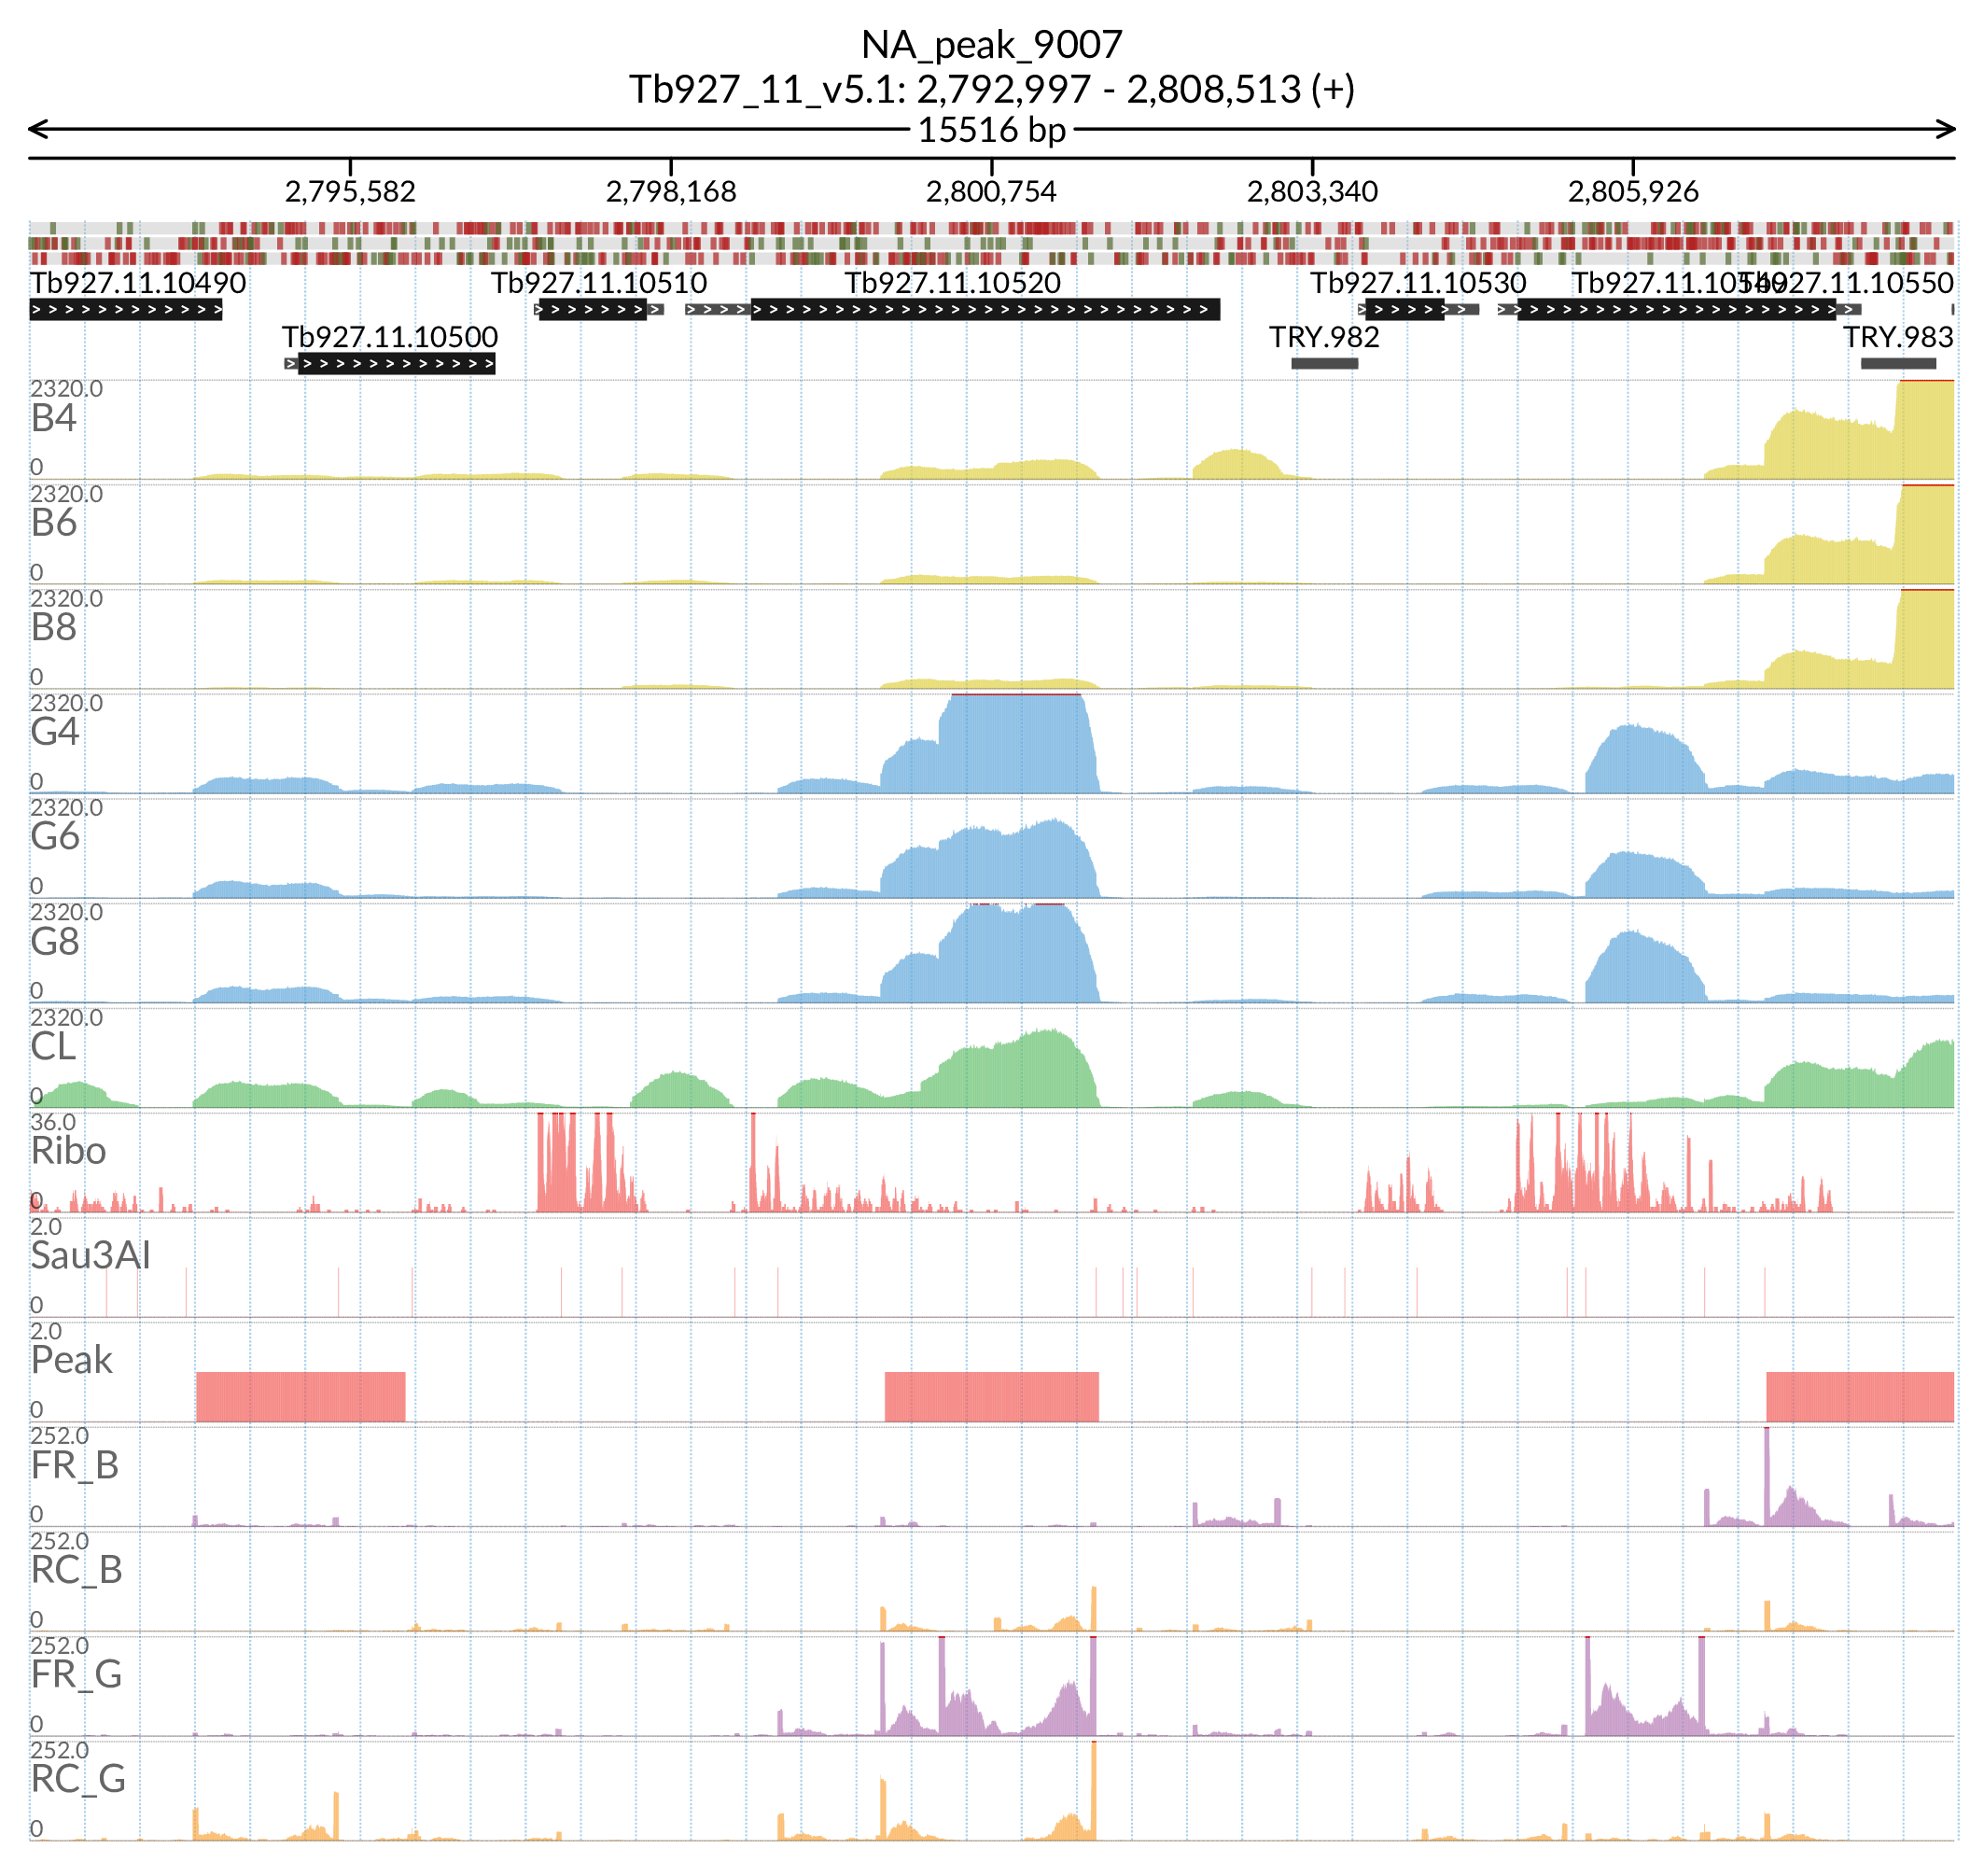 NA_peak_9007
Tb927_11_v5.1: 2,792,997 - 2,808,513 (+)
15516 bp
2,795,582 2,798,168 2,800,754 2,803,340 2,805,926
Tb927.11.10490 Tb927.11.10510 Tb927.11.10520 Tb927.11.10530 Tb927.11.10540 Tb927.11.10550
Tb927.11.10500 TRY.982 TRY.983
2320.0
B4
0
2320.0
B6
0
2320.0
B8
0
2320.0
G4
0
2320.0
G6
0
2320.0
G8
0
2320.0
CL
0
36.0
Ribo
0
2.0
Sau3AI
0
2.0
Peak
0
252.0
FR_B
0
252.0
RC_B
0
252.0
FR_G
0
252.0
RC_G
0